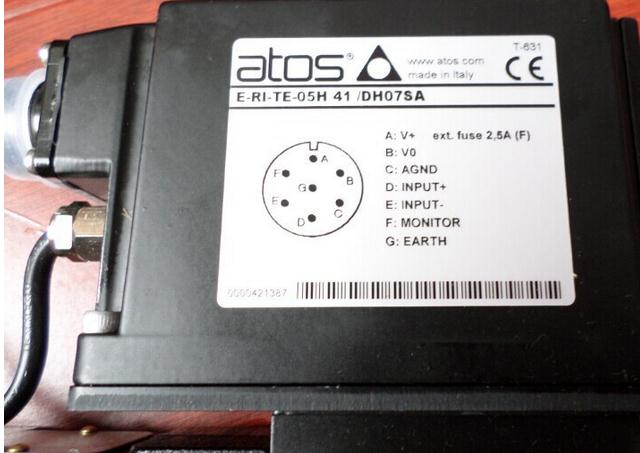 T-631
atos® www.atos.com
made in Italy CE
E-RI-TE-05H 41 /DH07SA
A: V+ ext. fuse 2,5A (F)
B: V0
C: AGND
D: INPUT+
E: INPUT-
F: MONITOR
G: EARTH
A
F B
G
E C
D
0000421387